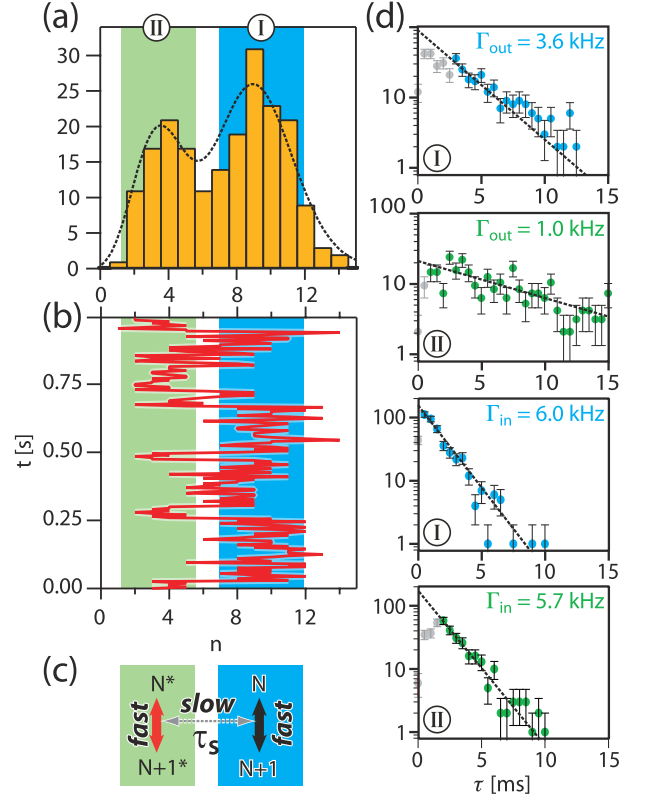 (a)
II
I
30
25
20
15
10
5
0
0
4
8
12
(b)
t [s]
0.75
0.50
0.25
0.00
0
4
8
12
n
(c)
N*
N
fast
slow
τs
fast
N+1*
N+1
(d)
Γout = 3.6 kHz
10
1
I
0
5
10
15
100
Γout = 1.0 kHz
10
1
II
0
5
10
15
Γin = 6.0 kHz
100
10
1
I
0
5
10
15
Γin = 5.7 kHz
100
10
1
II
0
5
10
15
τ [ms]